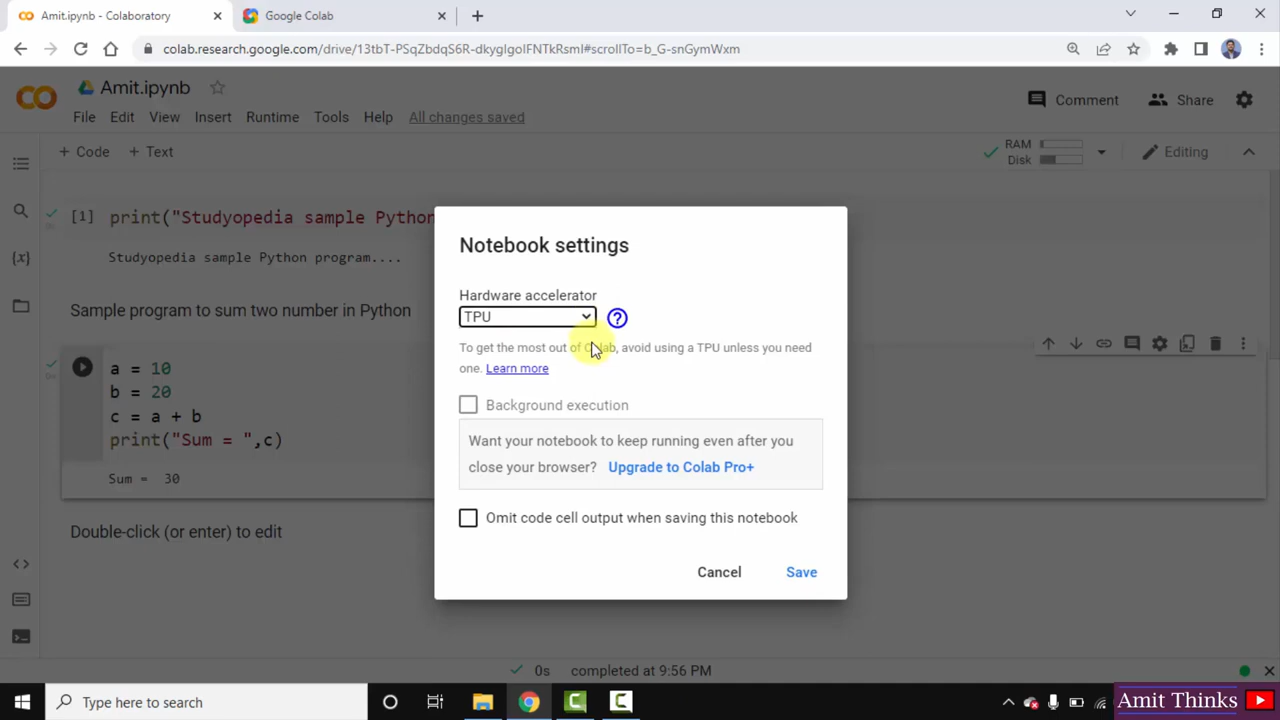 Amit.ipynb - Colaboratory
Google Colab
colab.research.google.com/drive/13tbT-PSqZbdqS6R-dkygIgoIFNTkRsml#scrollTo=b_G-snGymWxm
Amit.ipynb
Comment
Share
File Edit View Insert Runtime Tools Help All changes saved
+ Code + Text
RAM
Disk
Editing
[1] print("Studyopedia sample Python
Studyopedia sample Python program....
Sample program to sum two number in Python
a = 10
b = 20
c = a + b
print("Sum = ",c)
Sum = 30
Double-click (or enter) to edit
Notebook settings
Hardware accelerator
TPU
?
To get the most out of Colab, avoid using a TPU unless you need
one. Learn more
Background execution
Want your notebook to keep running even after you
close your browser? Upgrade to Colab Pro+
Omit code cell output when saving this notebook
Cancel Save
0s completed at 9:56 PM
Type here to search
Amit Thinks